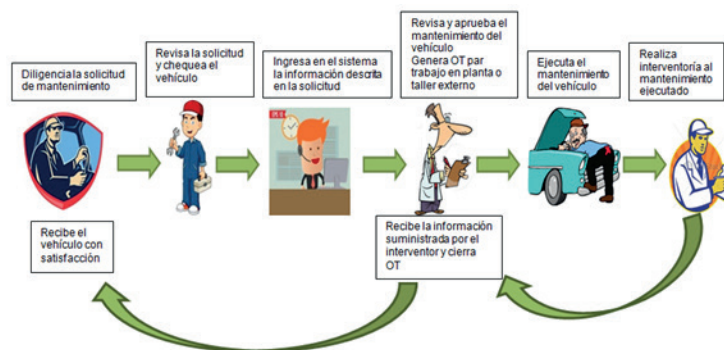 Diligencia la solicitud
de mantenimiento
Revisa la solicitud
y chequea el
vehículo
Ingresa en el sistema
la información descrita
en la solicitud
Revisa y aprueba el
mantenimiento del
vehículo
Genera OT par
trabajo en planta o
taller externo
Ejecuta el
mantenimiento
del vehículo
Realiza
interventoría al
mantenimiento
ejecutado
Recibe el
vehículo con
satisfacción
Recibe la información
suministrada por el
interventor y cierra
OT